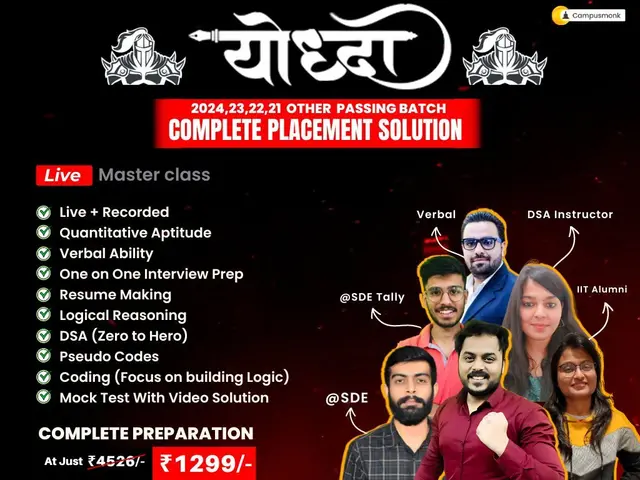 Campusmonk
योध्दा
2024,23,22,21 OTHER PASSING BATCH
COMPLETE PLACEMENT SOLUTION
Live Master class
Live + Recorded
Quantitative Aptitude
Verbal Ability
One on One Interview Prep
Resume Making
Logical Reasoning
DSA (Zero to Hero)
Pseudo Codes
Coding (Focus on building Logic)
Mock Test With Video Solution
COMPLETE PREPARATION
At Just ₹4526/- ₹1299/-
Verbal
DSA Instructor
@SDE Tally
IIT Alumni
@SDE